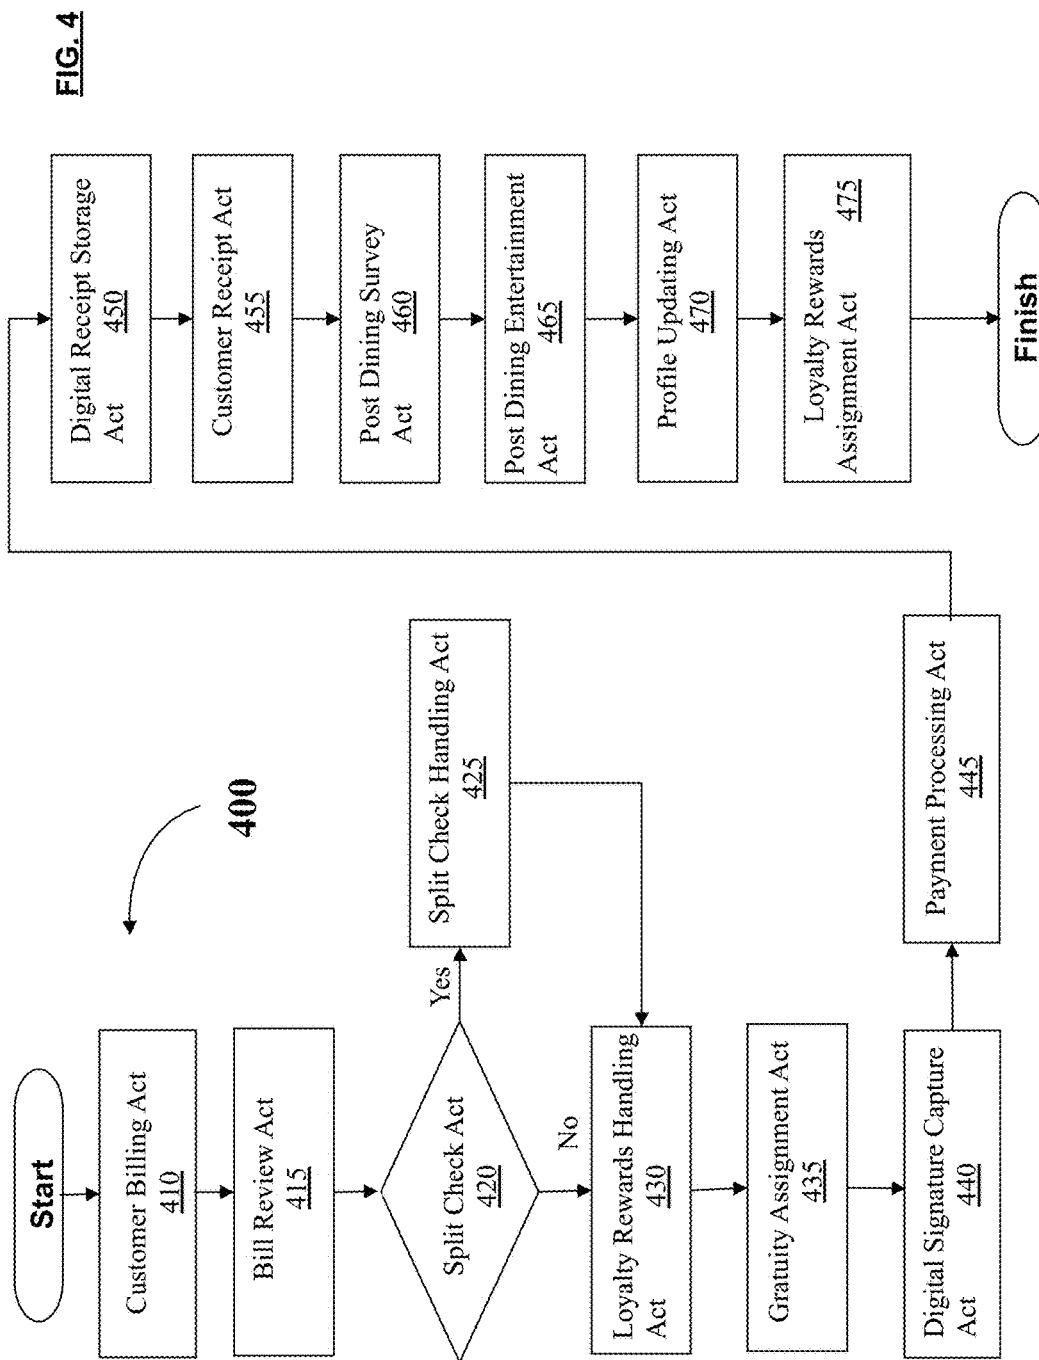 FIG. 4
400
Start
Customer Billing Act
410
Bill Review Act
415
Split Check Act
420
Yes
Split Check Handling Act
425
No
Loyalty Rewards Handling
Act
430
Gratuity Assignment Act
435
Digital Signature Capture
Act
440
Payment Processing Act
445
Digital Receipt Storage
Act
450
Customer Receipt Act
455
Post Dining Survey
Act
460
Post Dining Entertainment
Act
465
Profile Updating Act
470
Loyalty Rewards
Assignment Act
475
Finish